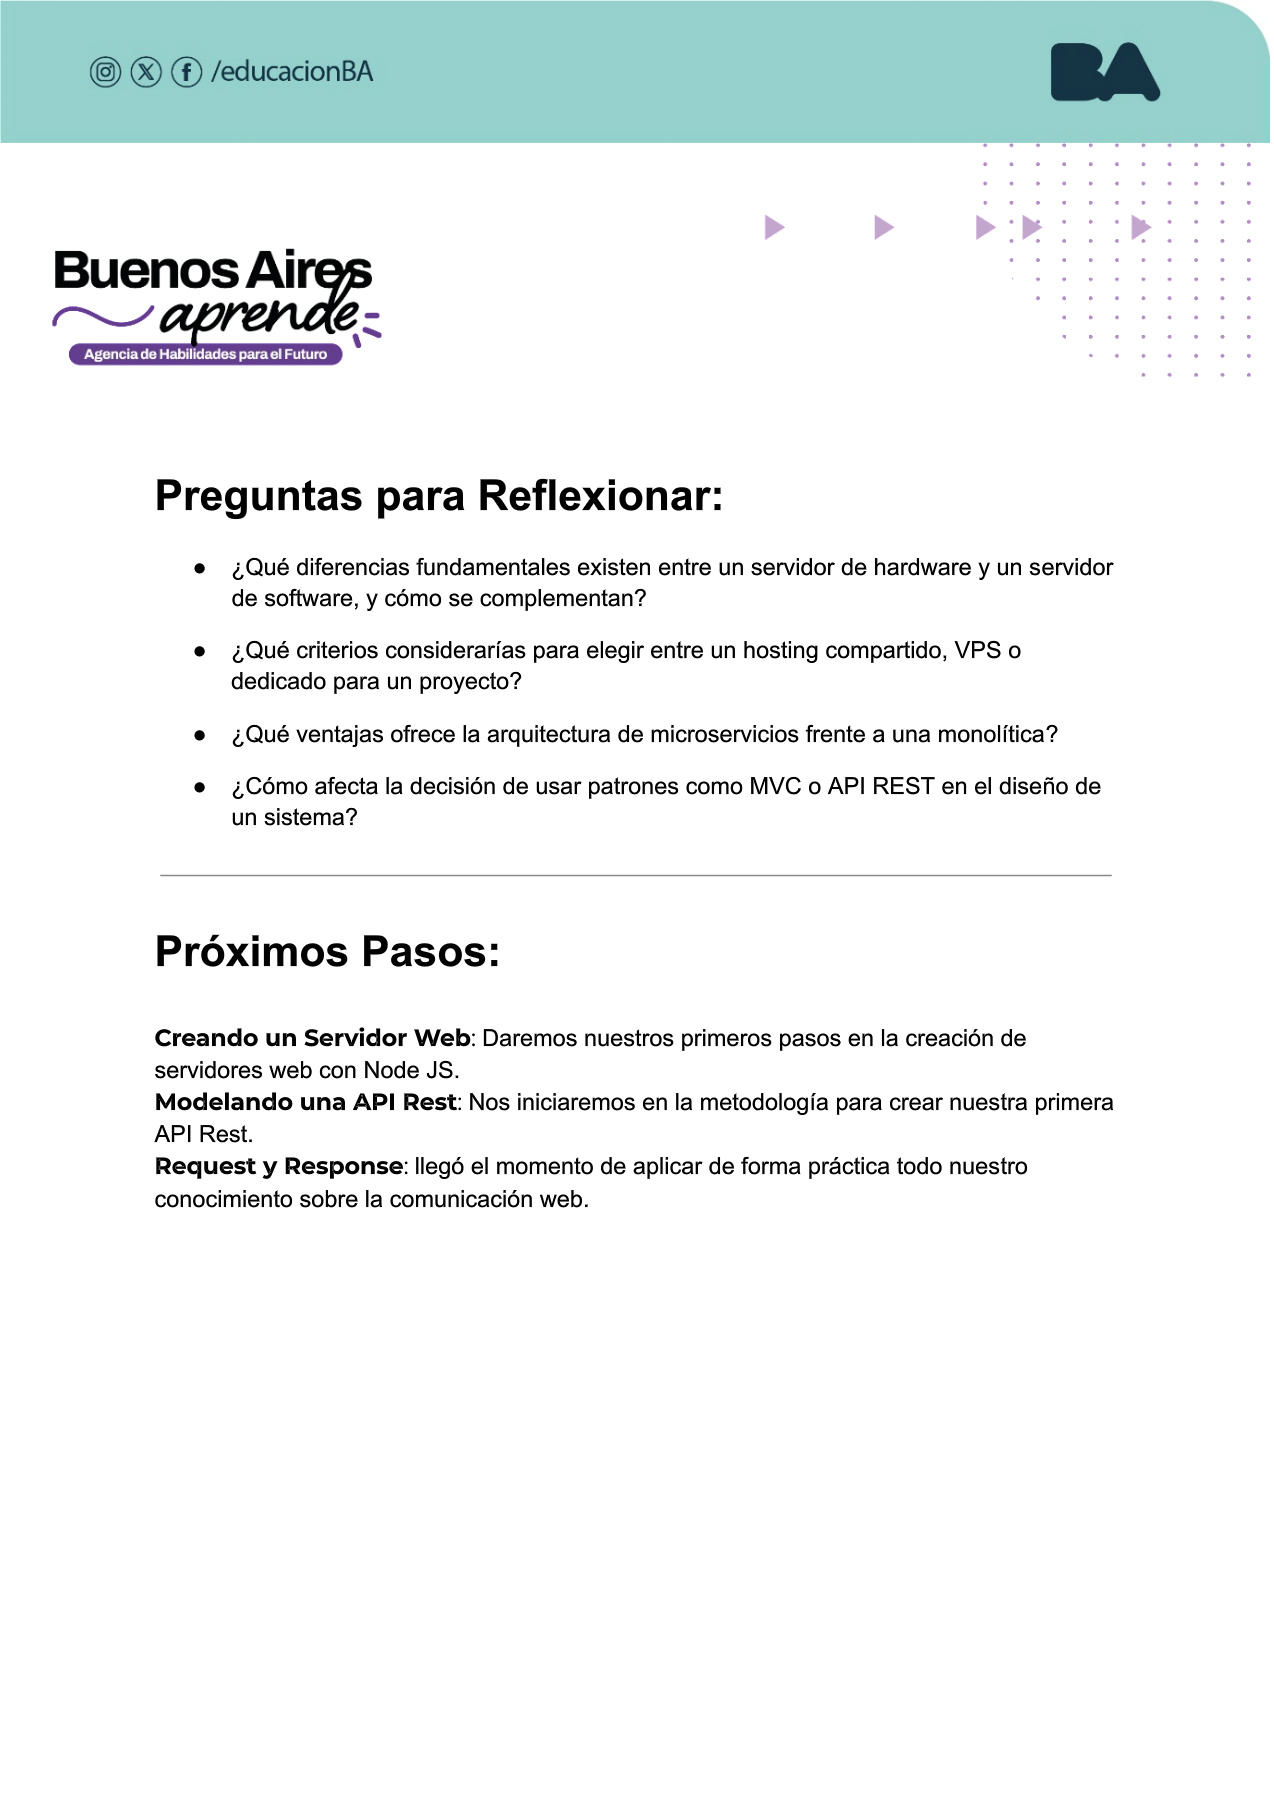 /educacionBA
BA
Buenos Aires
aprende
Agencia de Habilidades para el Futuro
Preguntas para Reflexionar:
● ¿Qué diferencias fundamentales existen entre un servidor de hardware y un servidor
de software, y cómo se complementan?
● ¿Qué criterios considerarías para elegir entre un hosting compartido, VPS o
dedicado para un proyecto?
● ¿Qué ventajas ofrece la arquitectura de microservicios frente a una monolítica?
● ¿Cómo afecta la decisión de usar patrones como MVC o API REST en el diseño de
un sistema?
Próximos Pasos:
Creando un Servidor Web: Daremos nuestros primeros pasos en la creación de
servidores web con Node JS.
Modelando una API Rest: Nos iniciaremos en la metodología para crear nuestra primera
API Rest.
Request y Response: llegó el momento de aplicar de forma práctica todo nuestro
conocimiento sobre la comunicación web.